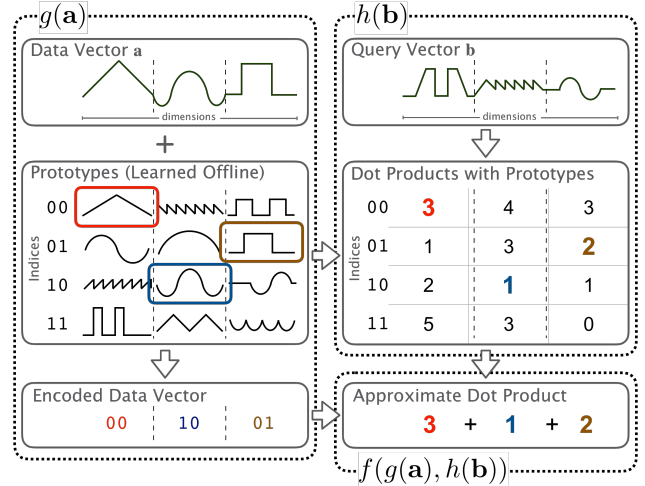 g(a)
h(b)
Data Vector a
dimensions
+
Prototypes (Learned Offline)
Indices
00
01
10
11
Encoded Data Vector
00 10 01
Query Vector b
dimensions
Dot Products with Prototypes
Indices
00 3 4 3
01 1 3 2
10 2 1 1
11 5 3 0
Approximate Dot Product
3 + 1 + 2
f(g(a), h(b))